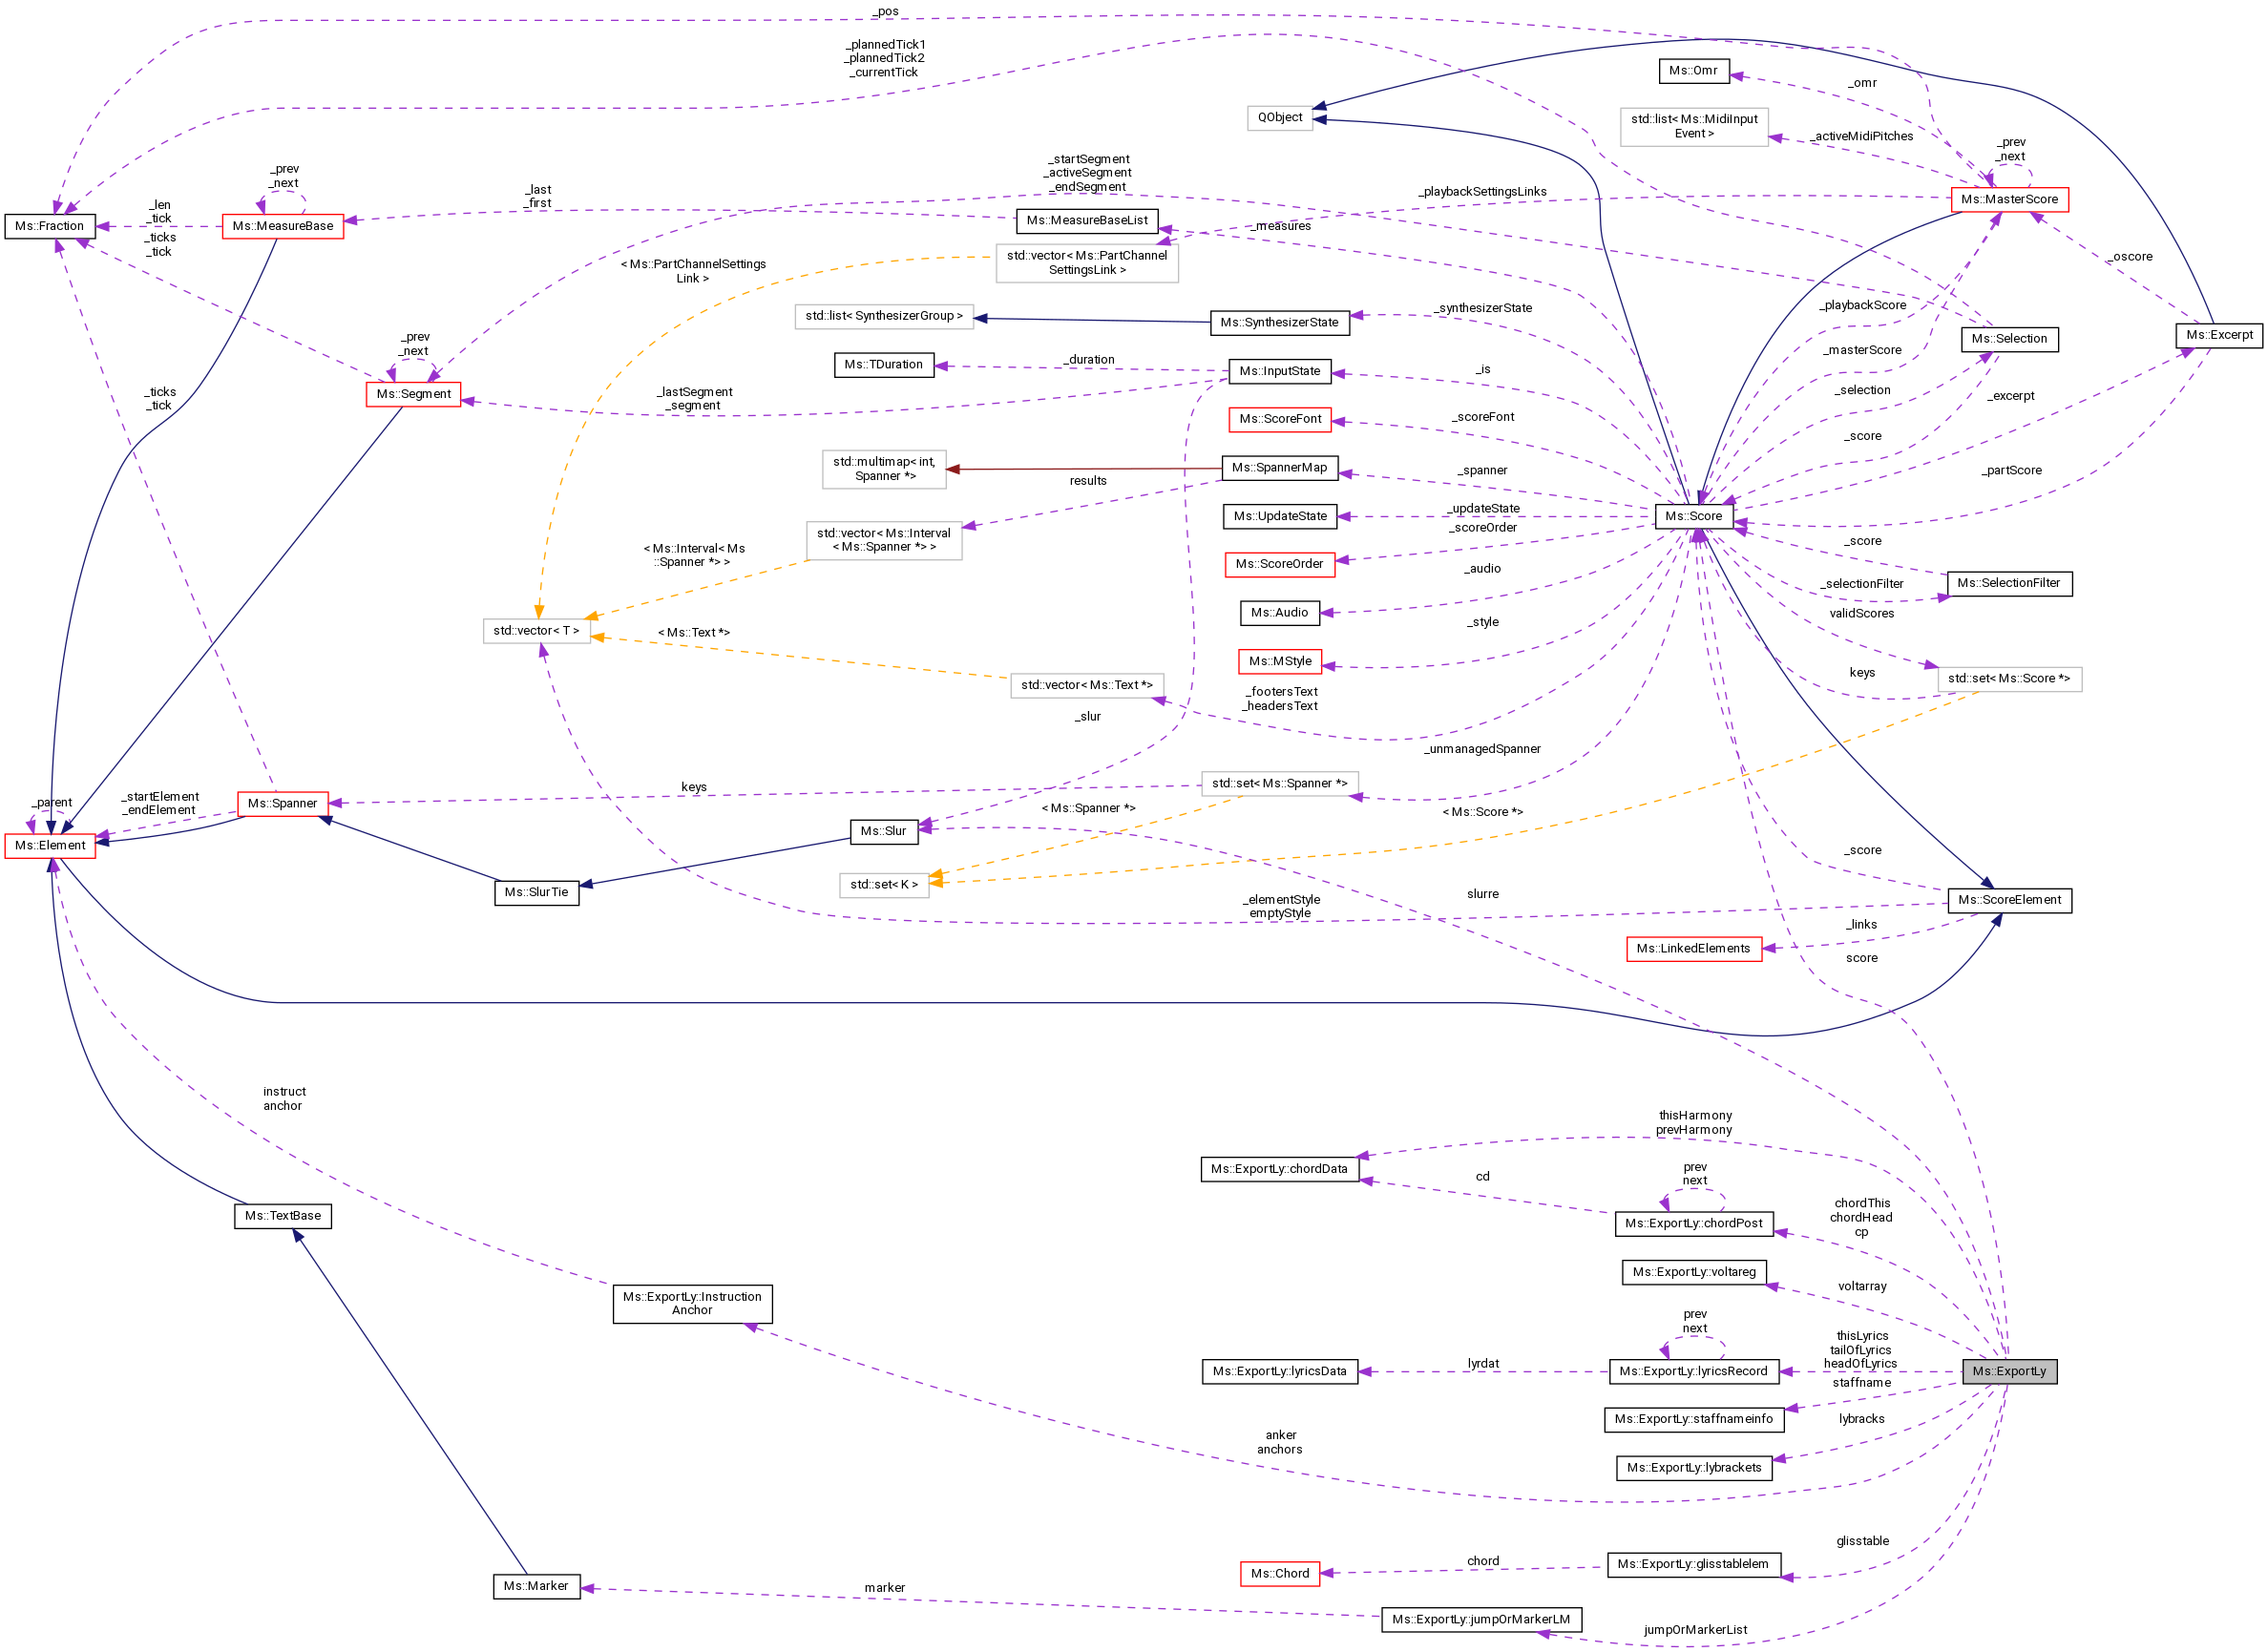 _pos
_plannedTick1
_plannedTick2
_currentTick
Ms::Omr
_omr
QObject
std::list< Ms::MidiInput
Event >
_activeMidiPitches
_prev
_next
_prev
_next
_startSegment
_activeSegment
_endSegment
_last
_first
_playbackSettingsLinks
Ms::MasterScore
_len
_tick
Ms::Fraction
Ms::MeasureBase
Ms::MeasureBaseList
_measures
_ticks
_tick
std::vector< Ms::PartChannel
SettingsLink >
_oscore
< Ms::PartChannelSettings
Link >
std::list< SynthesizerGroup >
Ms::SynthesizerState
_synthesizerState
_playbackScore
Ms::Selection
Ms::Excerpt
_prev
_next
Ms::TDuration
_duration
Ms::InputState
_is
_masterScore
Ms::Segment
_ticks
_tick
_lastSegment
_segment
_selection
_excerpt
Ms::ScoreFont
_scoreFont
_score
std::multimap< int,
Spanner *>
Ms::SpannerMap
_spanner
_partScore
results
Ms::UpdateState
_updateState
Ms::Score
std::vector< Ms::Interval
< Ms::Spanner *> >
_scoreOrder
_score
< Ms::Interval< Ms
::Spanner *> >
Ms::ScoreOrder
_audio
_selectionFilter
Ms::SelectionFilter
Ms::Audio
validScores
std::vector< T >
< Ms::Text *>
_style
Ms::MStyle
keys
std::set< Ms::Score *>
std::vector< Ms::Text *>
_footersText
_headersText
_slur
_unmanagedSpanner
keys
std::set< Ms::Spanner *>
_parent
_startElement
_endElement
Ms::Spanner
< Ms::Spanner *>
< Ms::Score *>
Ms::Element
Ms::Slur
_score
std::set< K >
Ms::SlurTie
slurre
_elementStyle
emptyStyle
Ms::ScoreElement
_links
Ms::LinkedElements
score
instruct
anchor
thisHarmony
prevHarmony
Ms::ExportLy::chordData
cd
prev
next
chordThis
chordHead
cp
Ms::TextBase
Ms::ExportLy::chordPost
Ms::ExportLy::voltareg
voltarray
Ms::ExportLy::Instruction
Anchor
prev
next
thisLyrics
tailOfLyrics
headOfLyrics
Ms::ExportLy::lyricsData
lyrdat
Ms::ExportLy::lyricsRecord
Ms::ExportLy
staffname
Ms::ExportLy::staffnameinfo
lybracks
anker
anchors
Ms::ExportLy::lybrackets
glisstable
Ms::ExportLy::glisstablelem
chord
Ms::Chord
Ms::Marker
marker
Ms::ExportLy::jumpOrMarkerLM
jumpOrMarkerList